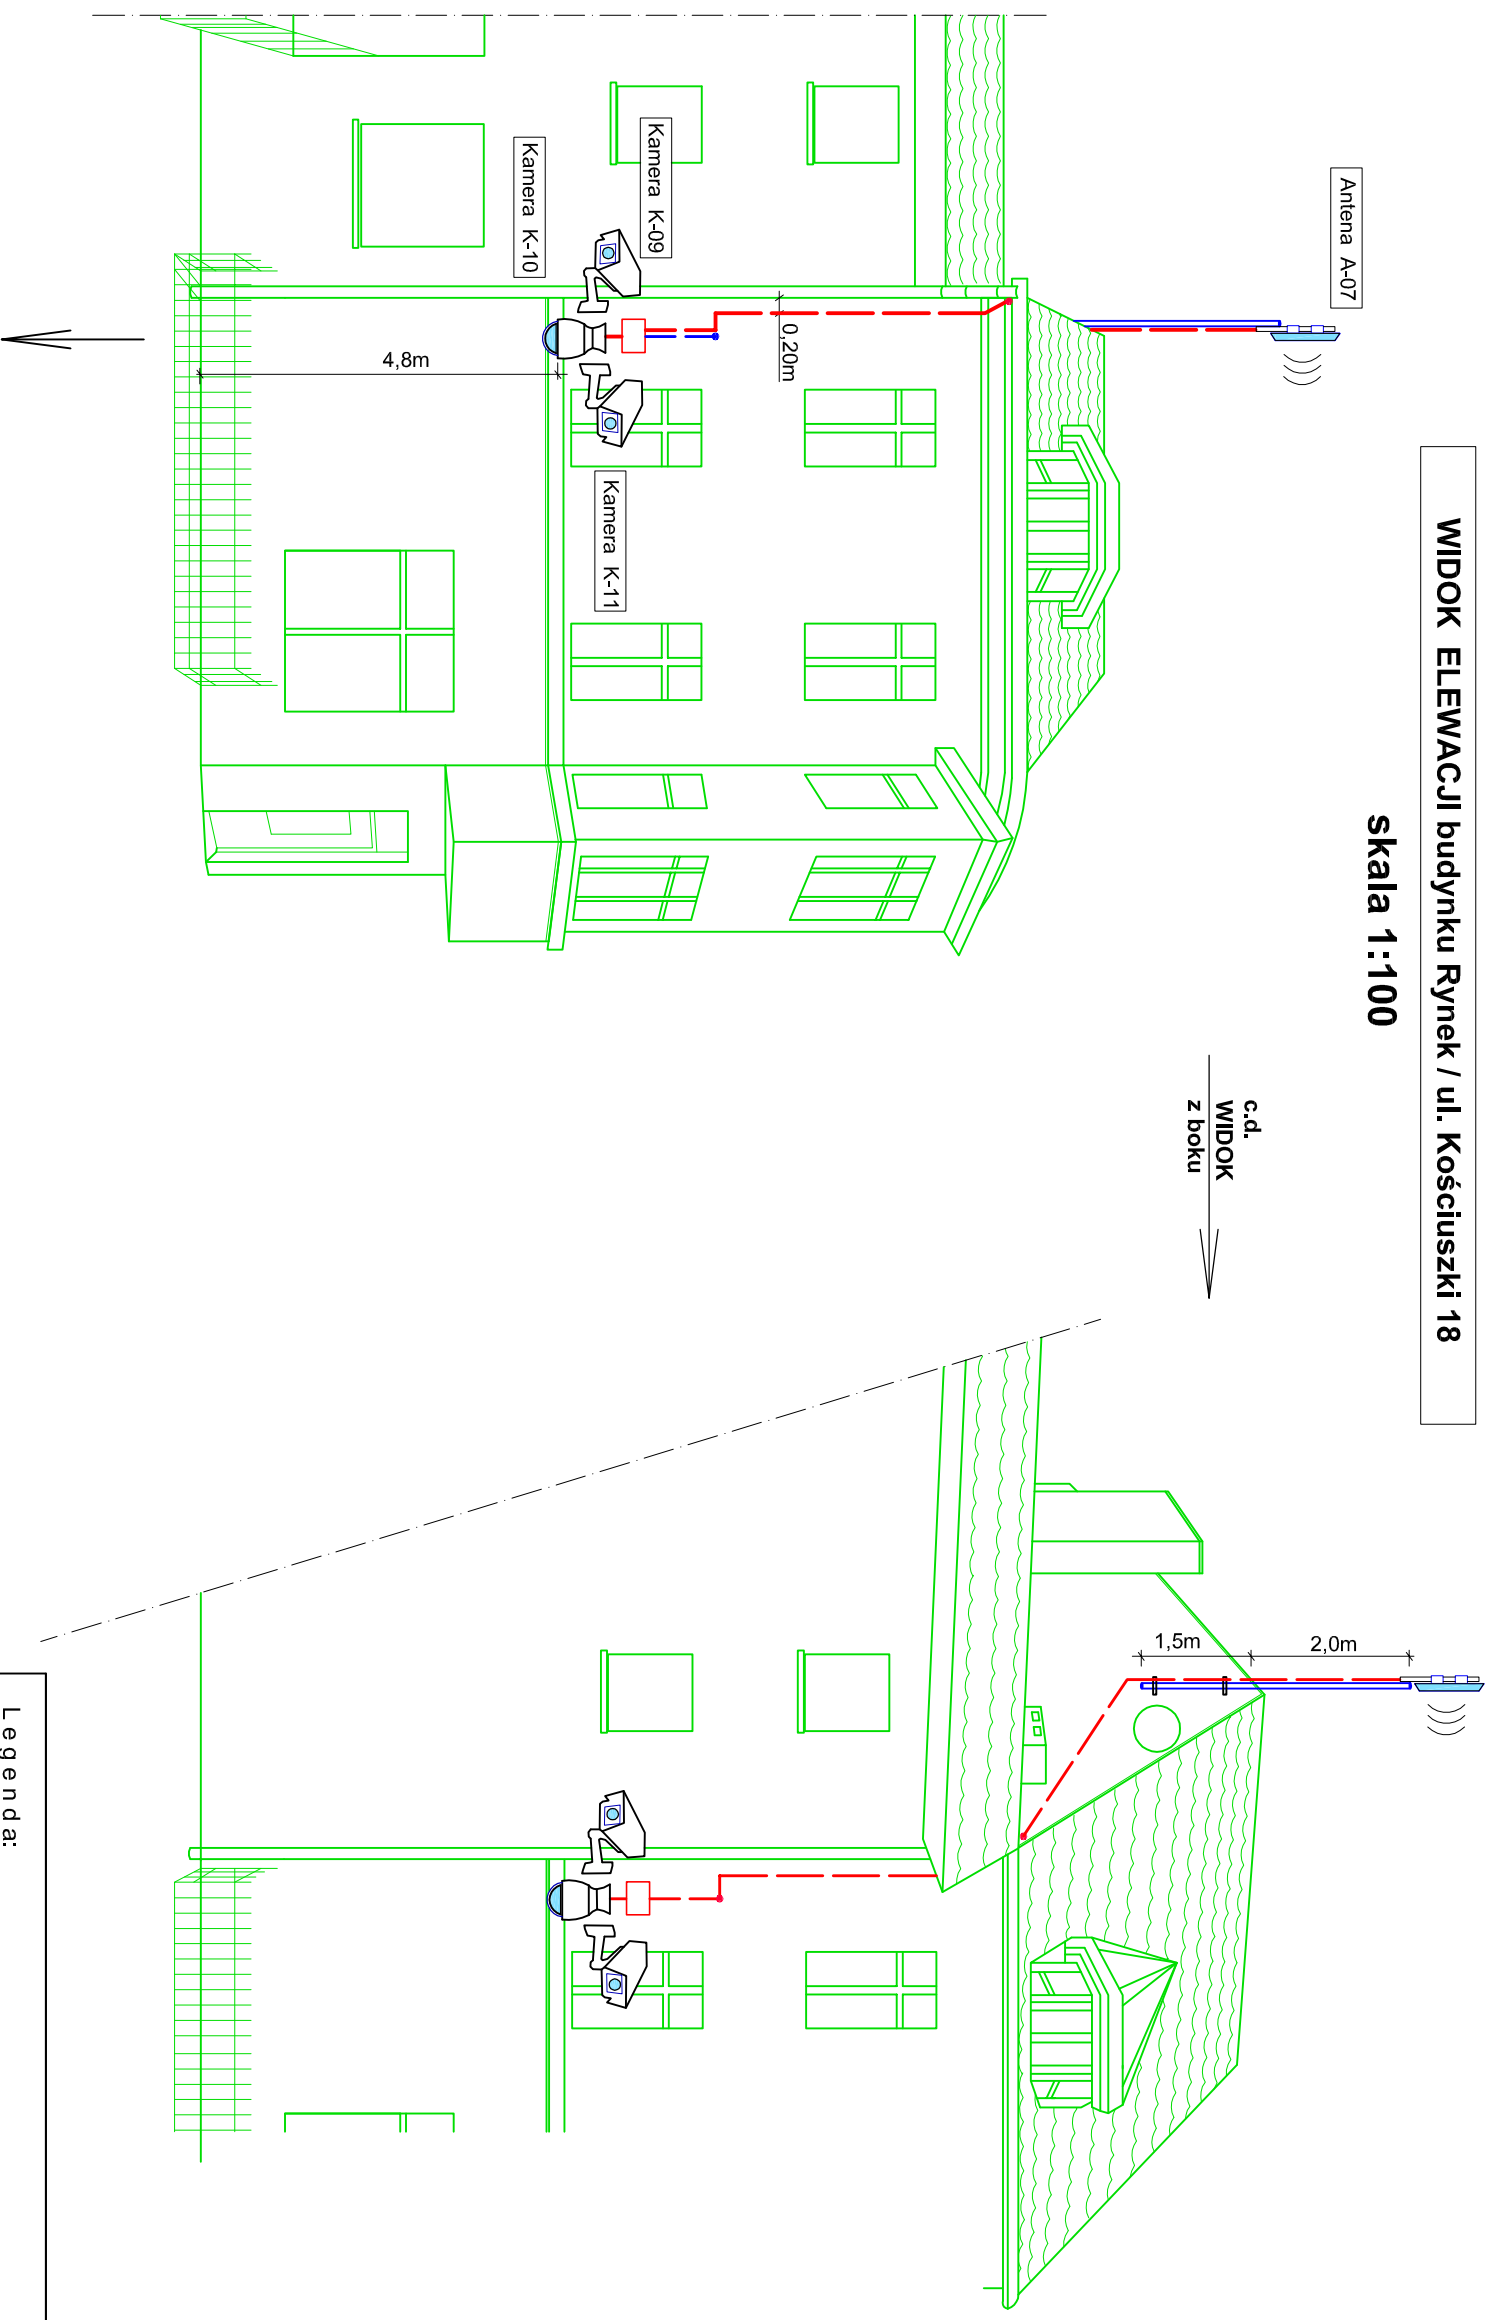 WIDOK ELEWACJI budynku Rynek / ul. Kościuszki 18
skala 1:100
Antena A-07
c.d.
WIDOK
z boku
2,0m
1,5m
0,20m
Kamera K-09
Kamera K-11
Kamera K-10
4,8m
Legenda: